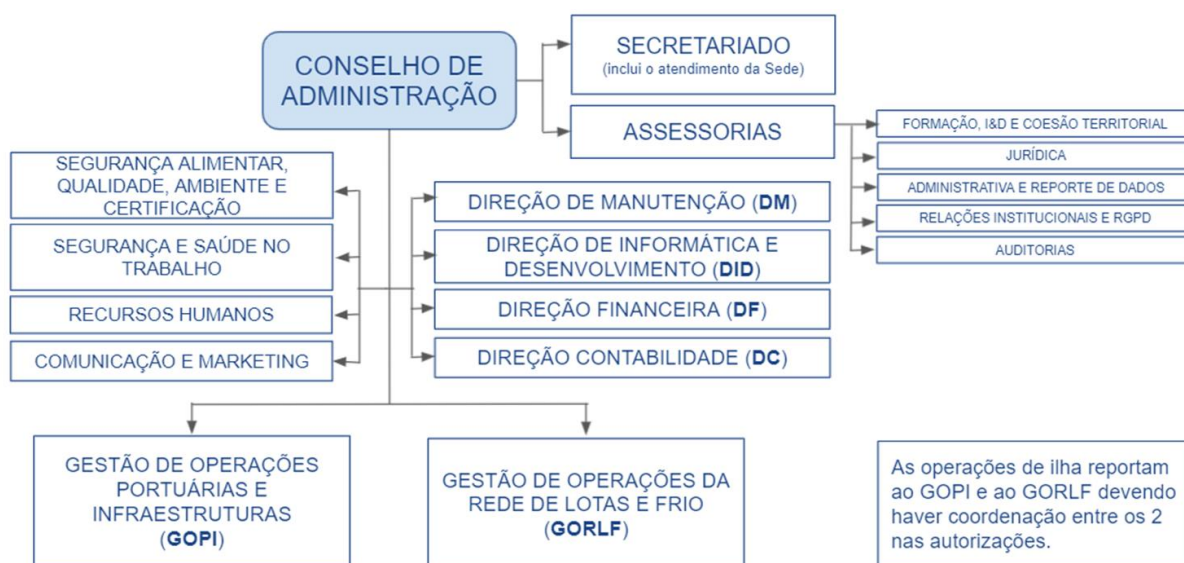 CONSELHO DE
ADMINISTRAÇÃO
SECRETARIADO
(inclui o atendimento da Sede)
ASSESSORIAS
FORMAÇÃO, I&D E COESÃO TERRITORIAL
JURÍDICA
ADMINISTRATIVA E REPORTE DE DADOS
RELAÇÕES INSTITUCIONAIS E RGPD
AUDITORIAS
SEGURANÇA ALIMENTAR,
QUALIDADE, AMBIENTE E
CERTIFICAÇÃO
SEGURANÇA E SAÚDE NO
TRABALHO
RECURSOS HUMANOS
COMUNICAÇÃO E MARKETING
DIREÇÃO DE MANUTENÇÃO (DM)
DIREÇÃO DE INFORMÁTICA E
DESENVOLVIMENTO (DID)
DIREÇÃO FINANCEIRA (DF)
DIREÇÃO CONTABILIDADE (DC)
GESTÃO DE OPERAÇÕES
PORTUÁRIAS E
INFRAESTRUTURAS
(GOPI)
GESTÃO DE OPERAÇÕES DA
REDE DE LOTAS E FRIO
(GORLF)
As operações de ilha reportam
ao GOPI e ao GORLF devendo
haver coordenação entre os 2
nas autorizações.